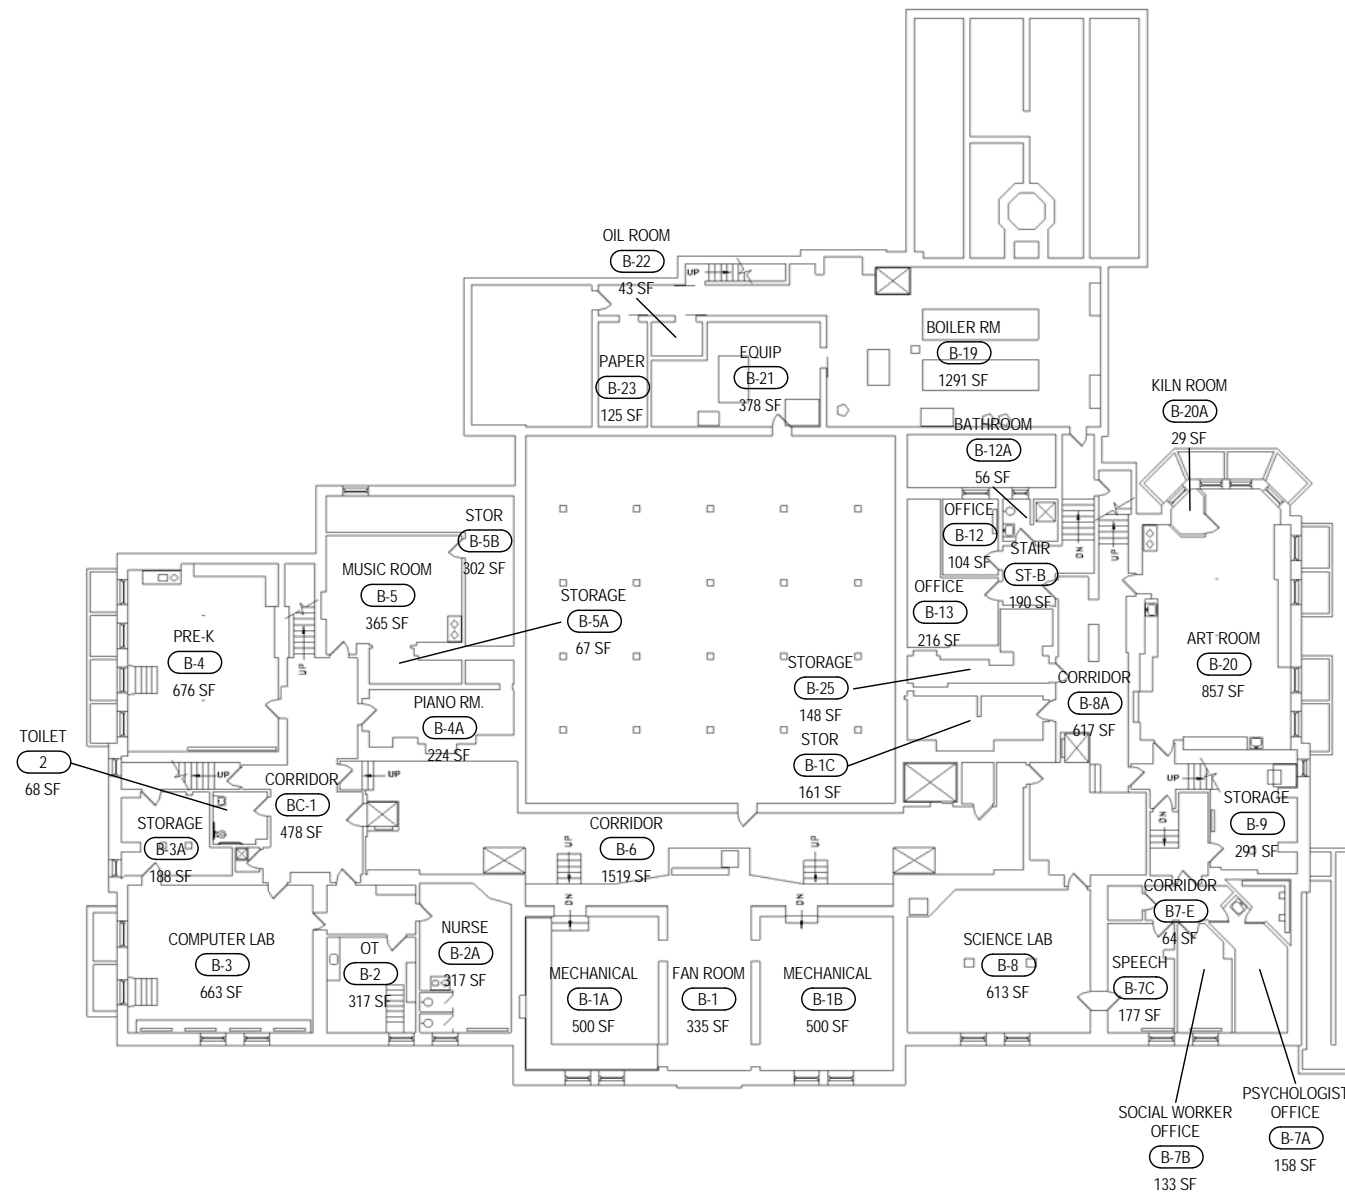 OIL ROOM
B-22
43 SF
UP
BOILER RM
B-19
1291 SF
PAPER
B-23
125 SF
EQUIP
B-21
378 SF
KILN ROOM
B-20A
29 SF
BATHROOM
B-12A
56 SF
OFFICE
B-12
104 SF
STAIR
ST-B
190 SF
DN
UP
STOR
B-5B
302 SF
MUSIC ROOM
B-5
365 SF
STORAGE
B-5A
67 SF
OFFICE
B-13
216 SF
PRE-K
B-4
676 SF
UP
ART ROOM
B-20
857 SF
STORAGE
B-25
148 SF
CORRIDOR
B-8A
617 SF
PIANO RM.
B-4A
224 SF
STOR
B-1C
161 SF
TOILET
2
68 SF
UP
CORRIDOR
BC-1
478 SF
UP
UP
STORAGE
B-3A
188 SF
CORRIDOR
B-6
1519 SF
UP
UP
DN
STORAGE
B-9
291 SF
DN
DN
CORRIDOR
B7-E
64 SF
COMPUTER LAB
B-3
663 SF
OT
B-2
317 SF
NURSE
B-2A
317 SF
MECHANICAL
B-1A
500 SF
FAN ROOM
B-1
335 SF
MECHANICAL
B-1B
500 SF
SCIENCE LAB
B-8
613 SF
SPEECH
B-7C
177 SF
SOCIAL WORKER
OFFICE
B-7B
133 SF
PSYCHOLOGIST
OFFICE
B-7A
158 SF